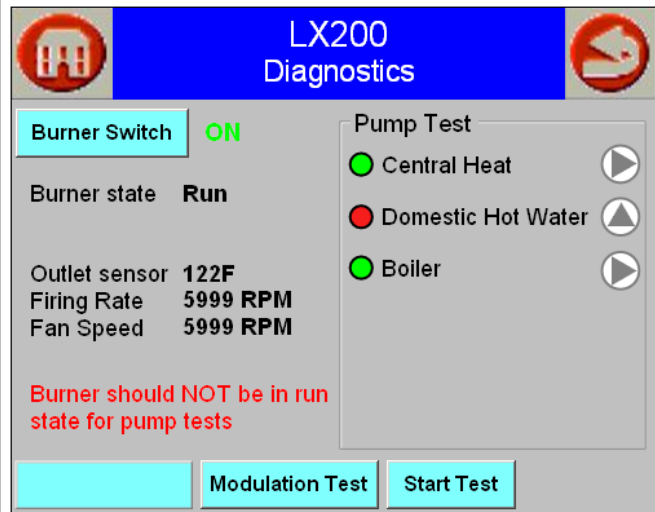 LX200
Diagnostics
Burner Switch ON
Burner state Run
Outlet sensor 122F
Firing Rate 5999 RPM
Fan Speed 5999 RPM
Burner should NOT be in run
state for pump tests
Pump Test
Central Heat
Domestic Hot Water
Boiler
Modulation Test
Start Test